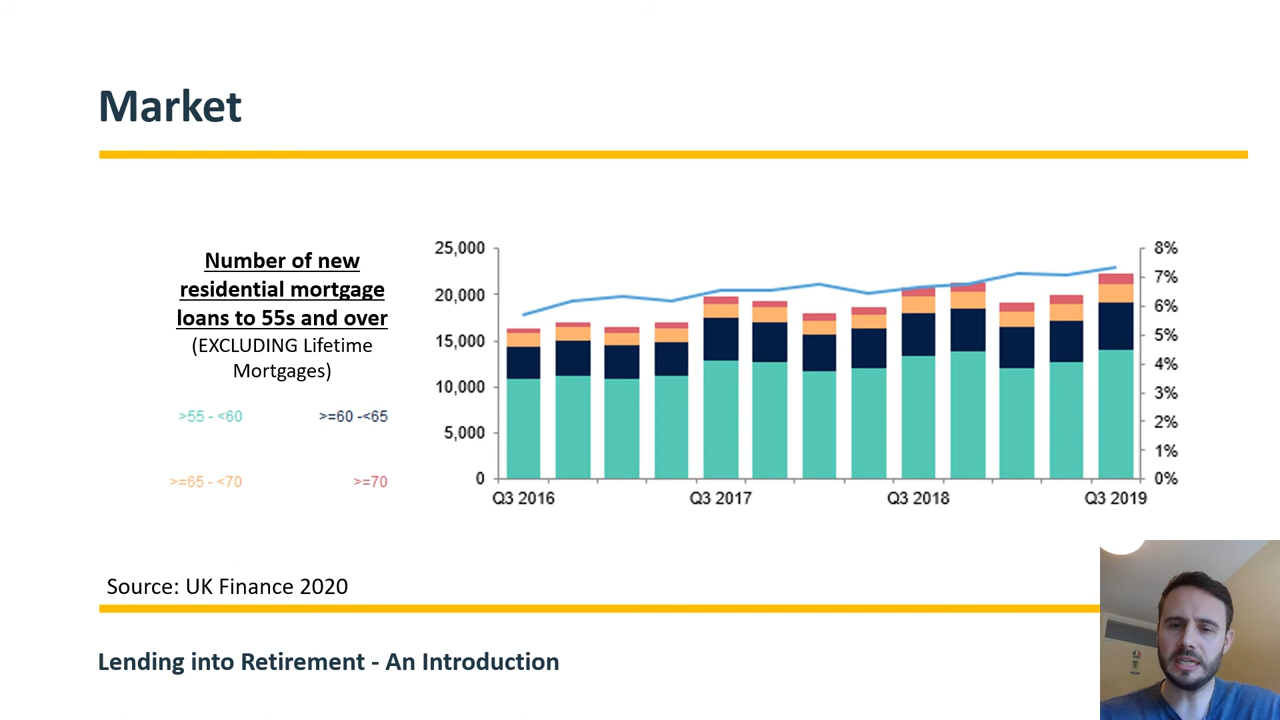 Market
Number of new
residential mortgage
loans to 55s and over
(EXCLUDING Lifetime
Mortgages)
>55 - <60 >=60 -<65
>=65 - <70 >=70
25,000
20,000
15,000
10,000
5,000
0
8%
7%
6%
5%
4%
3%
2%
1%
0%
Q3 2016 Q3 2017 Q3 2018 Q3 2019
Source: UK Finance 2020
Lending into Retirement - An Introduction